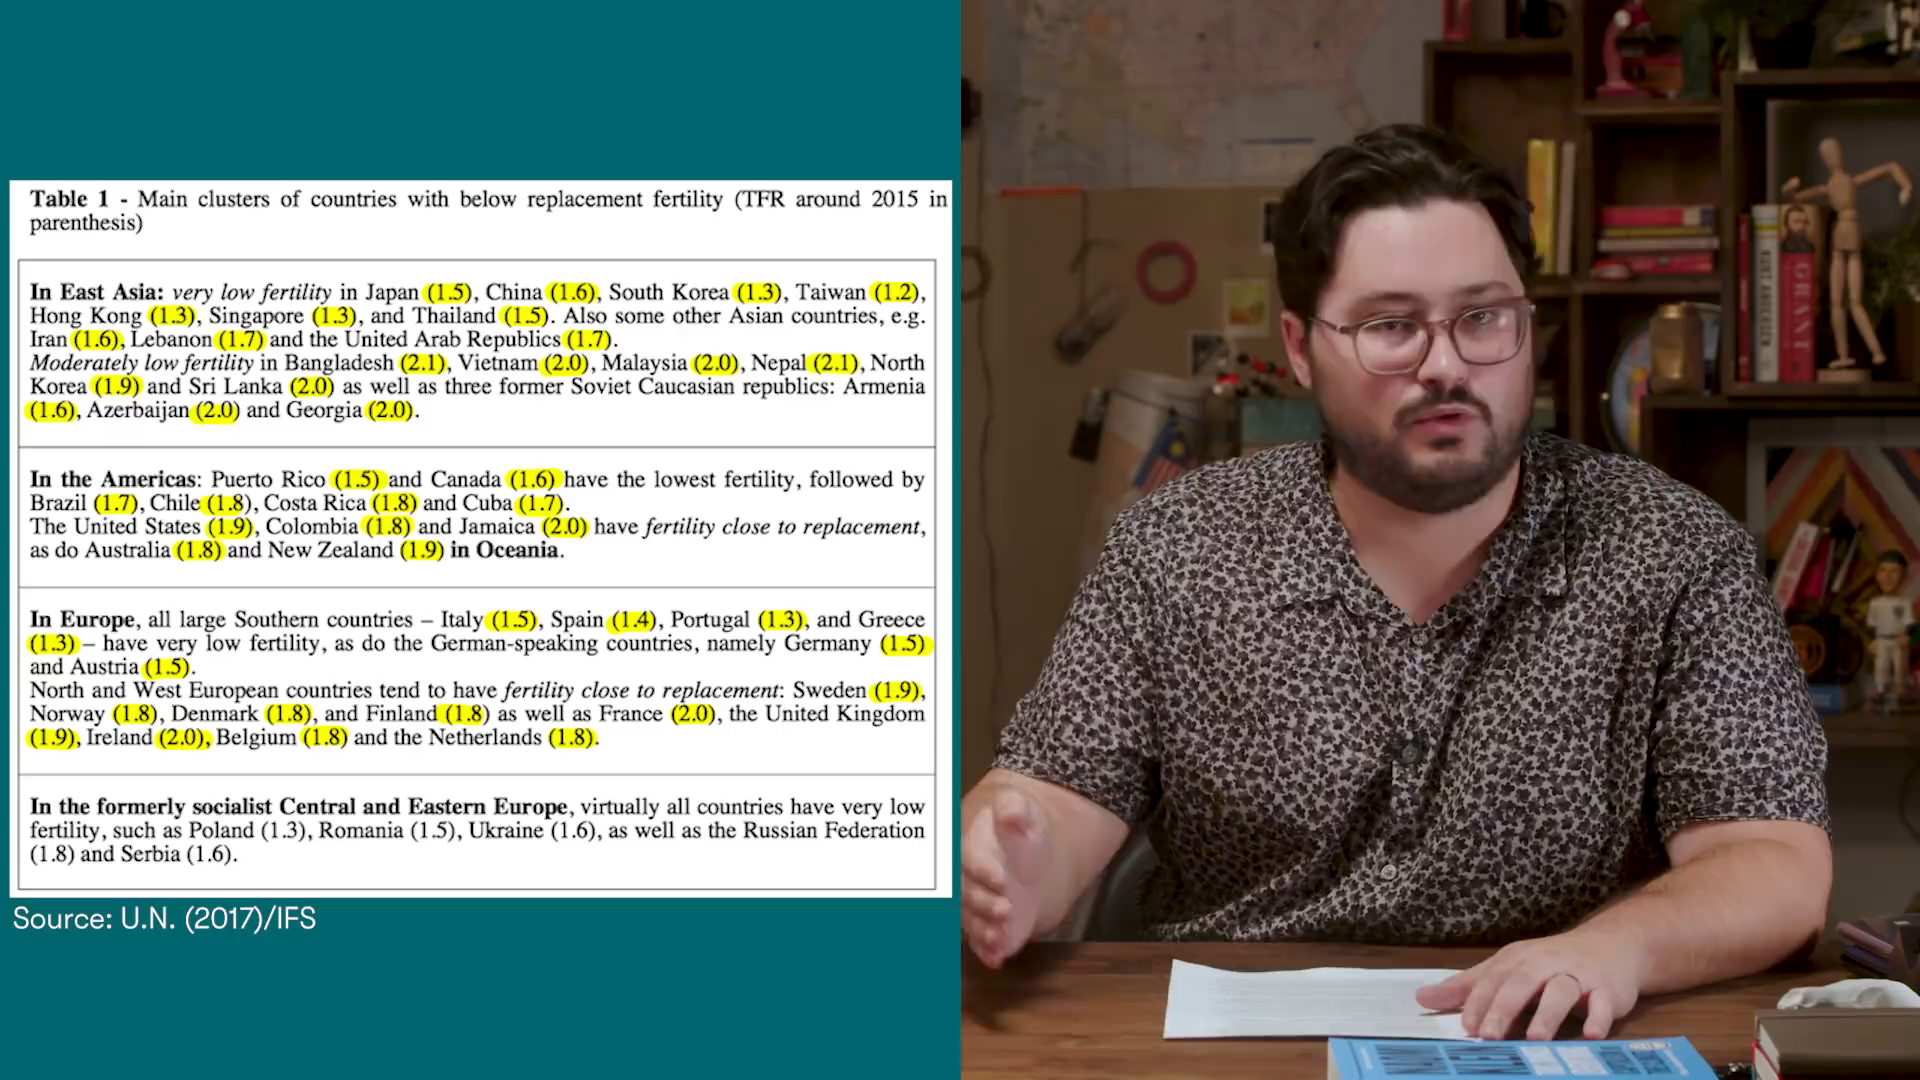 Table 1 - Main clusters of countries with below replacement fertility (TFR around 2015 in
parenthesis)
In East Asia: very low fertility in Japan (1.5), China (1.6), South Korea (1.3), Taiwan (1.2),
Hong Kong (1.3), Singapore (1.3), and Thailand (1.5). Also some other Asian countries, e.g.
Iran (1.6), Lebanon (1.7) and the United Arab Republics (1.7).
Moderately low fertility in Bangladesh (2.1), Vietnam (2.0), Malaysia (2.0), Nepal (2.1), North
Korea (1.9) and Sri Lanka (2.0) as well as three former Soviet Caucasian republics: Armenia
(1.6), Azerbaijan (2.0) and Georgia (2.0).
In the Americas: Puerto Rico (1.5) and Canada (1.6) have the lowest fertility, followed by
Brazil (1.7), Chile (1.8), Costa Rica (1.8) and Cuba (1.7).
The United States (1.9), Colombia (1.8) and Jamaica (2.0) have fertility close to replacement,
as do Australia (1.8) and New Zealand (1.9) in Oceania.
In Europe, all large Southern countries – Italy (1.5), Spain (1.4), Portugal (1.3), and Greece
(1.3) – have very low fertility, as do the German-speaking countries, namely Germany (1.5)
and Austria (1.5).
North and West European countries tend to have fertility close to replacement: Sweden (1.9),
Norway (1.8), Denmark (1.8), and Finland (1.8) as well as France (2.0), the United Kingdom
(1.9), Ireland (2.0), Belgium (1.8) and the Netherlands (1.8).
In the formerly socialist Central and Eastern Europe, virtually all countries have very low
fertility, such as Poland (1.3), Romania (1.5), Ukraine (1.6), as well as the Russian Federation
(1.8) and Serbia (1.6).
Source: U.N. (2017)/IFS
GRANT